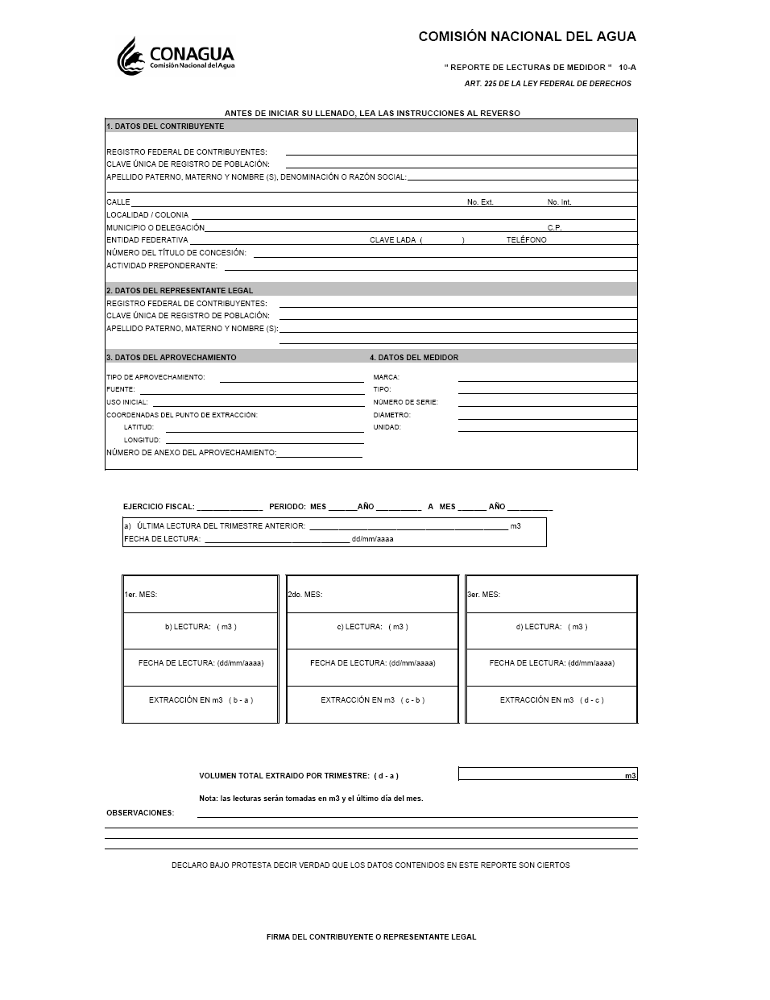 CONAGUA
Comisión Nacional del Agua
COMISIÓN NACIONAL DEL AGUA
" REPORTE DE LECTURAS DE MEDIDOR " 10-A
ART. 225 DE LA LEY FEDERAL DE DERECHOS
ANTES DE INICIAR SU LLENADO, LEA LAS INSTRUCCIONES AL REVERSO
1. DATOS DEL CONTRIBUYENTE
REGISTRO FEDERAL DE CONTRIBUYENTES:
CLAVE ÚNICA DE REGISTRO DE POBLACIÓN:
APELLIDO PATERNO, MATERNO Y NOMBRE (S), DENOMINACIÓN O RAZÓN SOCIAL:
CALLE No. Ext. No. Int.
LOCALIDAD / COLONIA
MUNICIPIO O DELEGACIÓN C.P.
ENTIDAD FEDERATIVA CLAVE LADA ( ) TELÉFONO
NÚMERO DEL TÍTULO DE CONCESIÓN:
ACTIVIDAD PREPONDERANTE:
2. DATOS DEL REPRESENTANTE LEGAL
REGISTRO FEDERAL DE CONTRIBUYENTES:
CLAVE ÚNICA DE REGISTRO DE POBLACIÓN:
APELLIDO PATERNO, MATERNO Y NOMBRE (S):
3. DATOS DEL APROVECHAMIENTO
TIPO DE APROVECHAMIENTO:
FUENTE:
USO INICIAL:
COORDENADAS DEL PUNTO DE EXTRACCIÓN:
LATITUD:
LONGITUD:
NÚMERO DE ANEXO DEL APROVECHAMIENTO:
4. DATOS DEL MEDIDOR
MARCA:
TIPO:
NÚMERO DE SERIE:
DIÁMETRO:
UNIDAD:
EJERCICIO FISCAL: ________________ PERIODO: MES _______AÑO ___________ A MES _______ AÑO ___________
a) ÚLTIMA LECTURA DEL TRIMESTRE ANTERIOR: ________________________________________________ m3
FECHA DE LECTURA: ___________________________________ dd/mm/aaaa
1er. MES:
b) LECTURA: ( m3 )
FECHA DE LECTURA: (dd/mm/aaaa)
EXTRACCIÓN EN m3 ( b - a )
2do. MES:
c) LECTURA: ( m3 )
FECHA DE LECTURA: (dd/mm/aaaa)
EXTRACCIÓN EN m3 ( c - b )
3er. MES:
d) LECTURA: ( m3 )
FECHA DE LECTURA: (dd/mm/aaaa)
EXTRACCIÓN EN m3 ( d - c )
VOLUMEN TOTAL EXTRAIDO POR TRIMESTRE: ( d - a ) m3
Nota: las lecturas serán tomadas en m3 y el último día del mes.
OBSERVACIONES:
DECLARO BAJO PROTESTA DECIR VERDAD QUE LOS DATOS CONTENIDOS EN ESTE REPORTE SON CIERTOS
FIRMA DEL CONTRIBUYENTE O REPRESENTANTE LEGAL